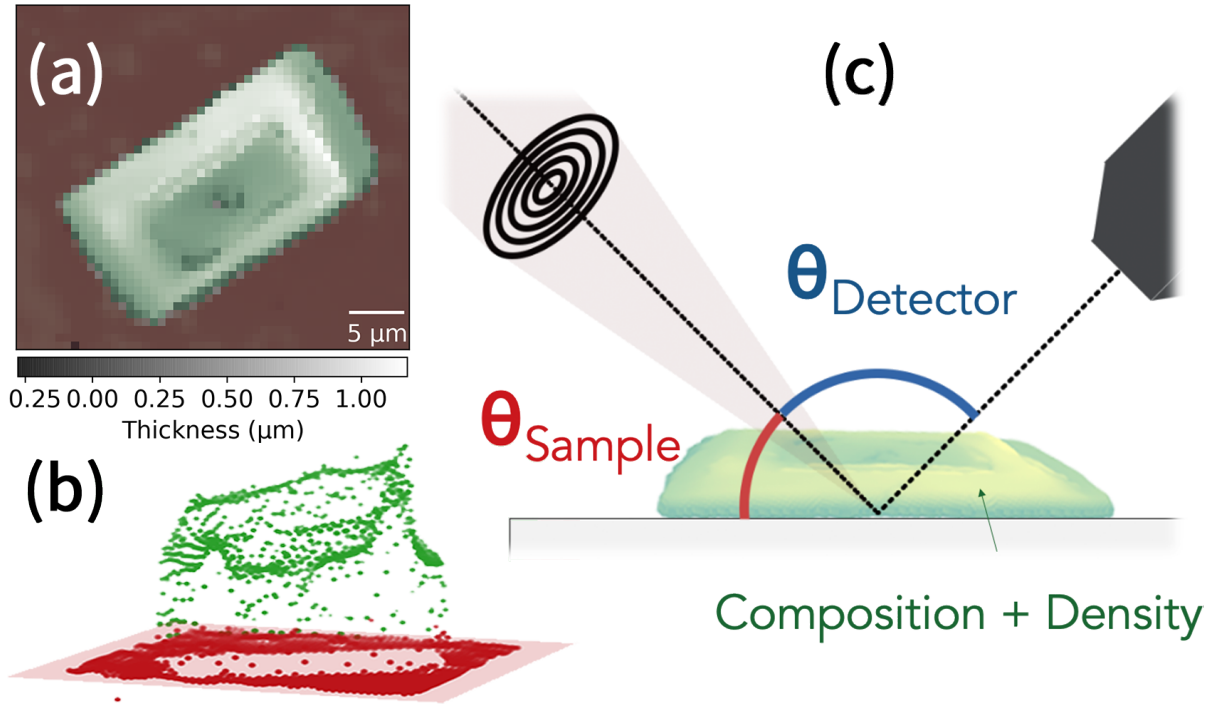 (a)
5 µm
0.25 0.00 0.25 0.50 0.75 1.00
Thickness (µm)
(b)
(c)
θDetector
θSample
Composition + Density